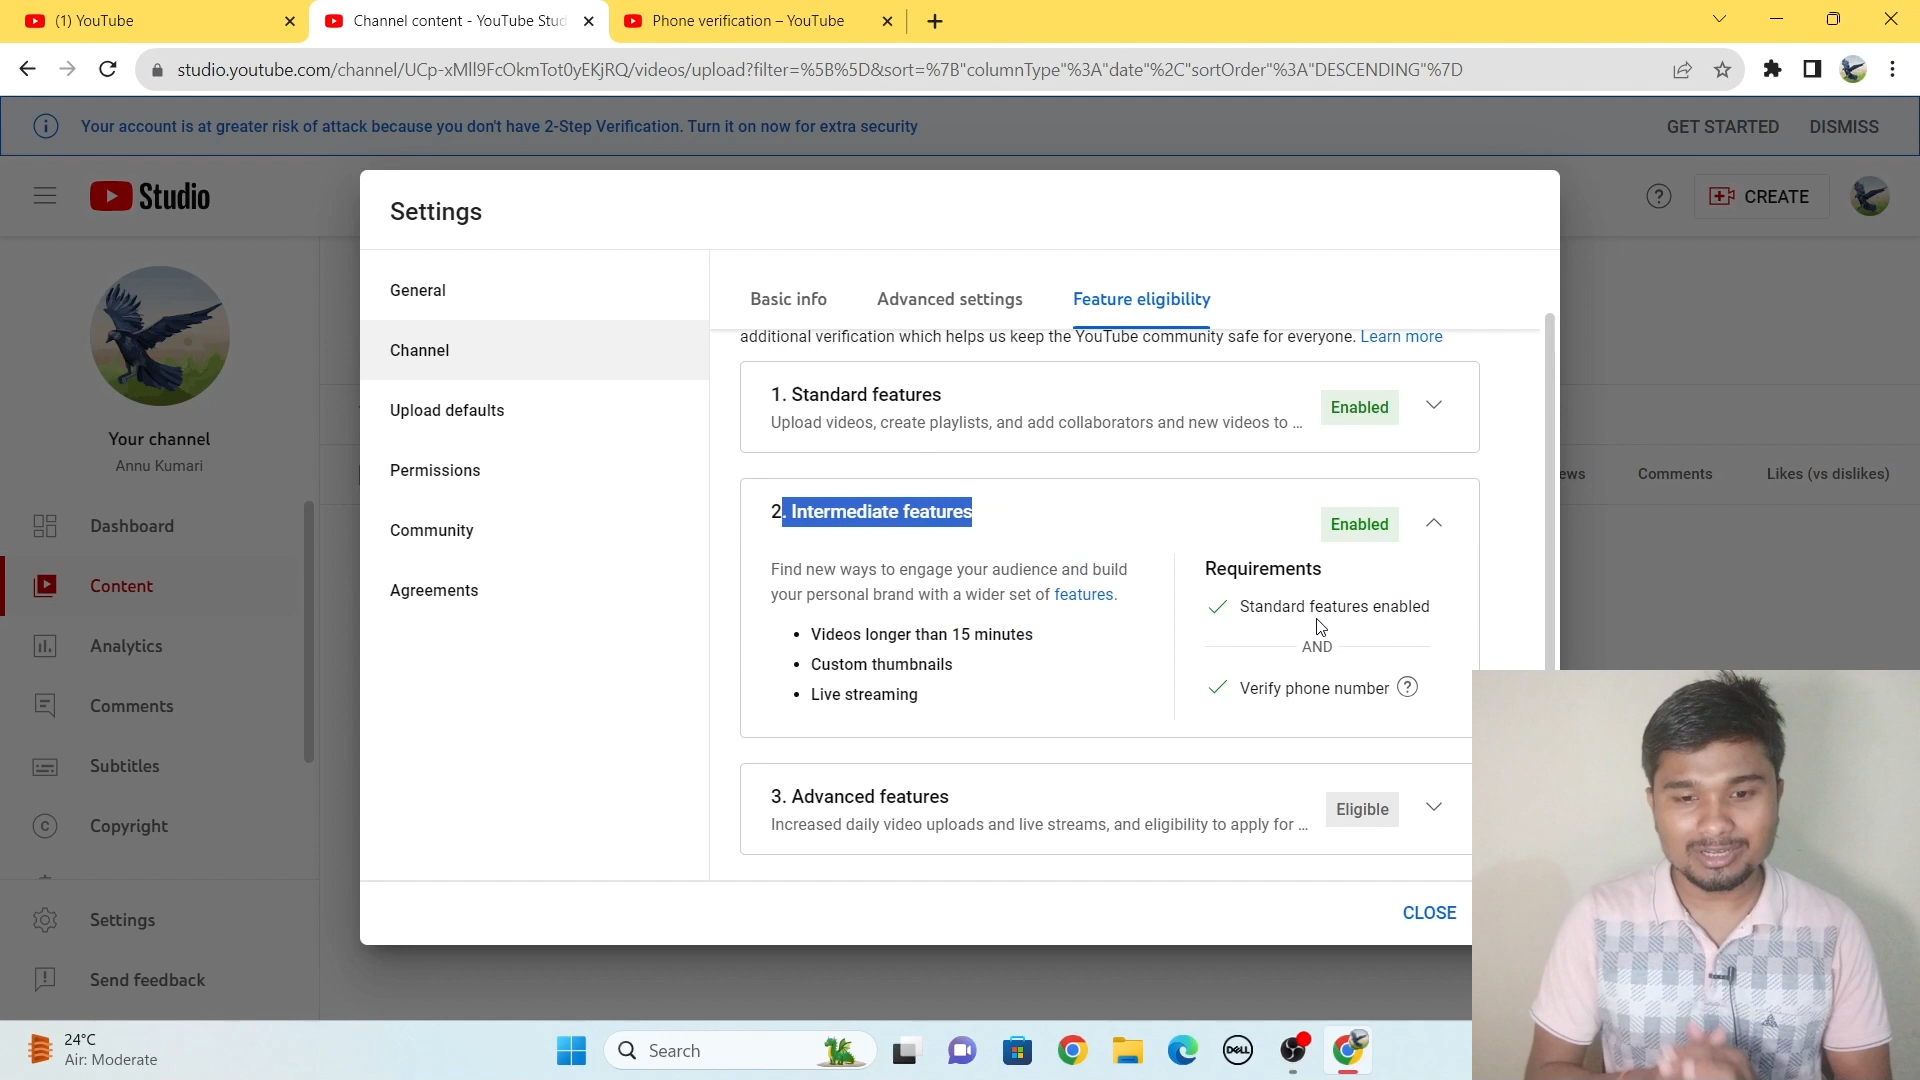 (1) YouTube
Channel content - YouTube Stud
Phone verification – YouTube
studio.youtube.com/channel/UCp-xMll9FcOkmTot0yEKjRQ/videos/upload?filter=%5B%5D&sort=%7B"columnType"%3A"date"%2C"sortOrder"%3A"DESCENDING"%7D
Your account is at greater risk of attack because you don't have 2-Step Verification. Turn it on now for extra security
GET STARTED
DISMISS
Studio
CREATE
Settings
General
Channel
Upload defaults
Permissions
Community
Agreements
Basic info
Advanced settings
Feature eligibility
additional verification which helps us keep the YouTube community safe for everyone. Learn more
1. Standard features
Upload videos, create playlists, and add collaborators and new videos to ...
Enabled
2. Intermediate features
Enabled
Find new ways to engage your audience and build
your personal brand with a wider set of features.
• Videos longer than 15 minutes
• Custom thumbnails
• Live streaming
Requirements
Standard features enabled
AND
Verify phone number
3. Advanced features
Increased daily video uploads and live streams, and eligibility to apply for ...
Eligible
CLOSE
Your channel
Annu Kumari
Dashboard
Content
Analytics
Comments
Subtitles
Copyright
Settings
Send feedback
ews
Comments
Likes (vs dislikes)
24°C
Air: Moderate
Search
DELL